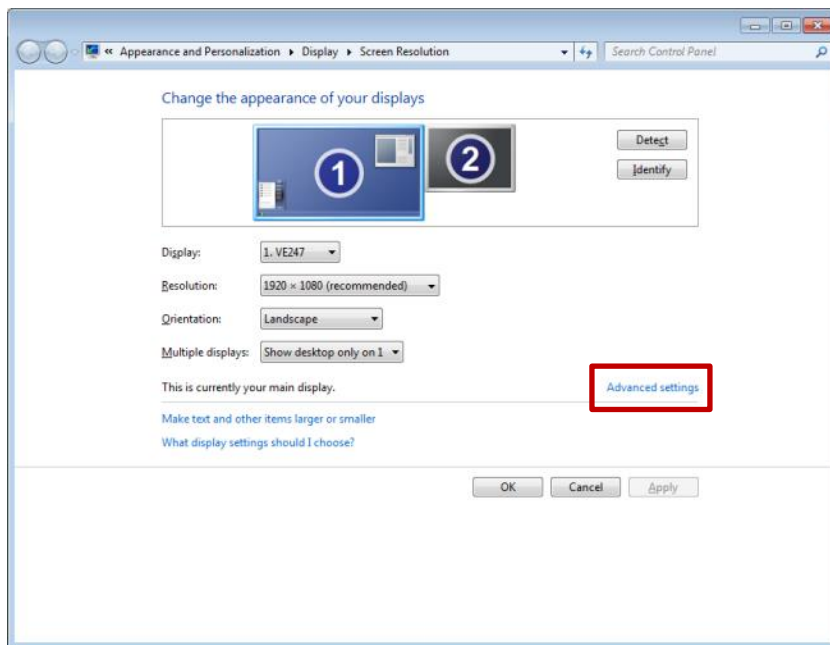 « Appearance and Personalization ▸ Display ▸ Screen Resolution
Search Control Panel
Change the appearance of your displays
1
2
Detect
Identify
Display: 1. VE247
Resolution: 1920 × 1080 (recommended)
Orientation: Landscape
Multiple displays: Show desktop only on 1
This is currently your main display. Advanced settings
Make text and other items larger or smaller
What display settings should I choose?
OK Cancel Apply